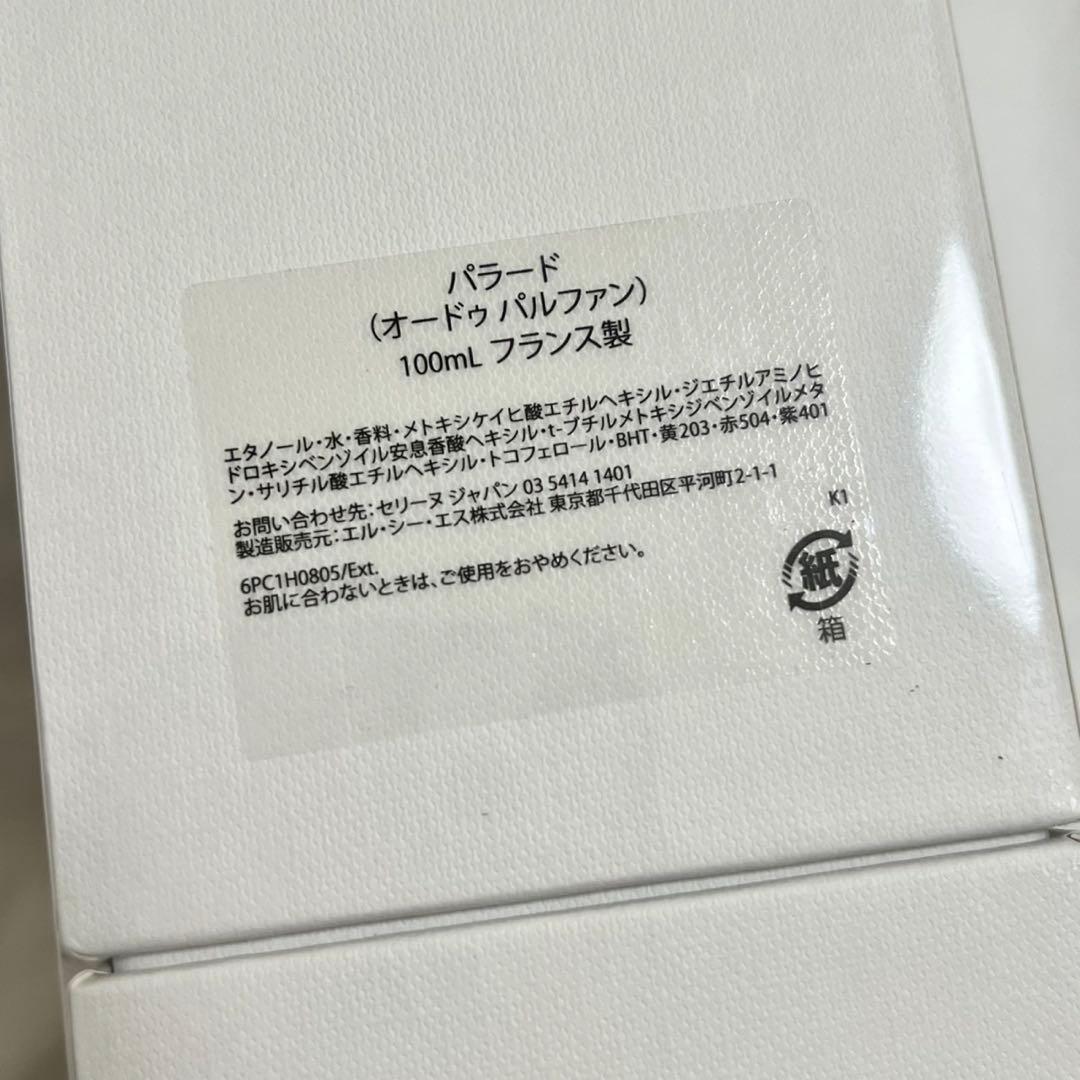 パラード
（オードゥ パルファン）
100mL フランス製
エタノール・水・香料・メトキシケイヒ酸エチルヘキシル・ジエチルアミノヒ
ドロキシベンゾイル安息香酸ヘキシル・t-ブチルメトキシジベンゾイルメタ
ン・サリチル酸エチルヘキシル・トコフェロール・BHT・黄203・赤504・紫401
お問い合わせ先：セリーヌ ジャパン 03 5414 1401
製造販売元：エル・シー・エス株式会社 東京都千代田区平河町2-1-1
K1
6PC1H0805/Ext.
お肌に合わないときは、ご使用をおやめください。
紙
箱